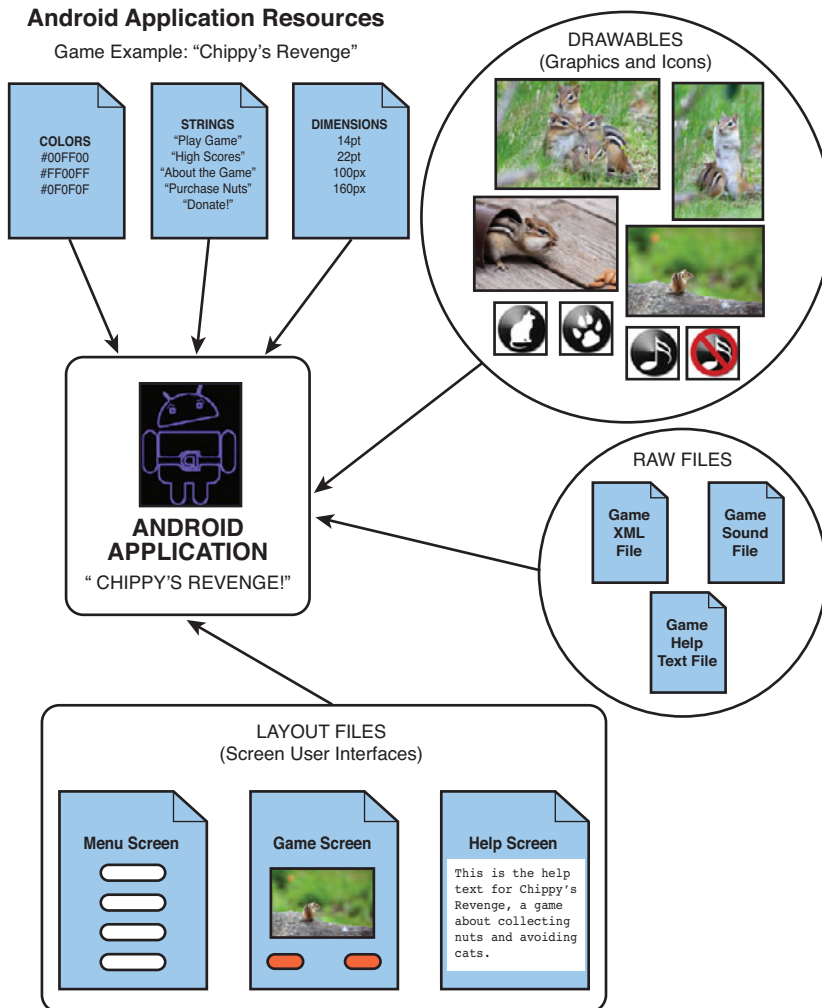 Android Application Resources
Game Example: “Chippy’s Revenge”
COLORS
#00FF00
#FF00FF
#0F0F0F
STRINGS
“Play Game”
“High Scores”
“About the Game”
“Purchase Nuts”
“Donate!”
DIMENSIONS
14pt
22pt
100px
160px
DRAWABLES
(Graphics and Icons)
ANDROID
APPLICATION
“ CHIPPY’S REVENGE!”
RAW FILES
Game
XML
File
Game
Sound
File
Game
Help
Text File
LAYOUT FILES
(Screen User Interfaces)
Menu Screen
Game Screen
Help Screen
This is the help
text for Chippy’s
Revenge, a game
about collecting
nuts and avoiding
cats.